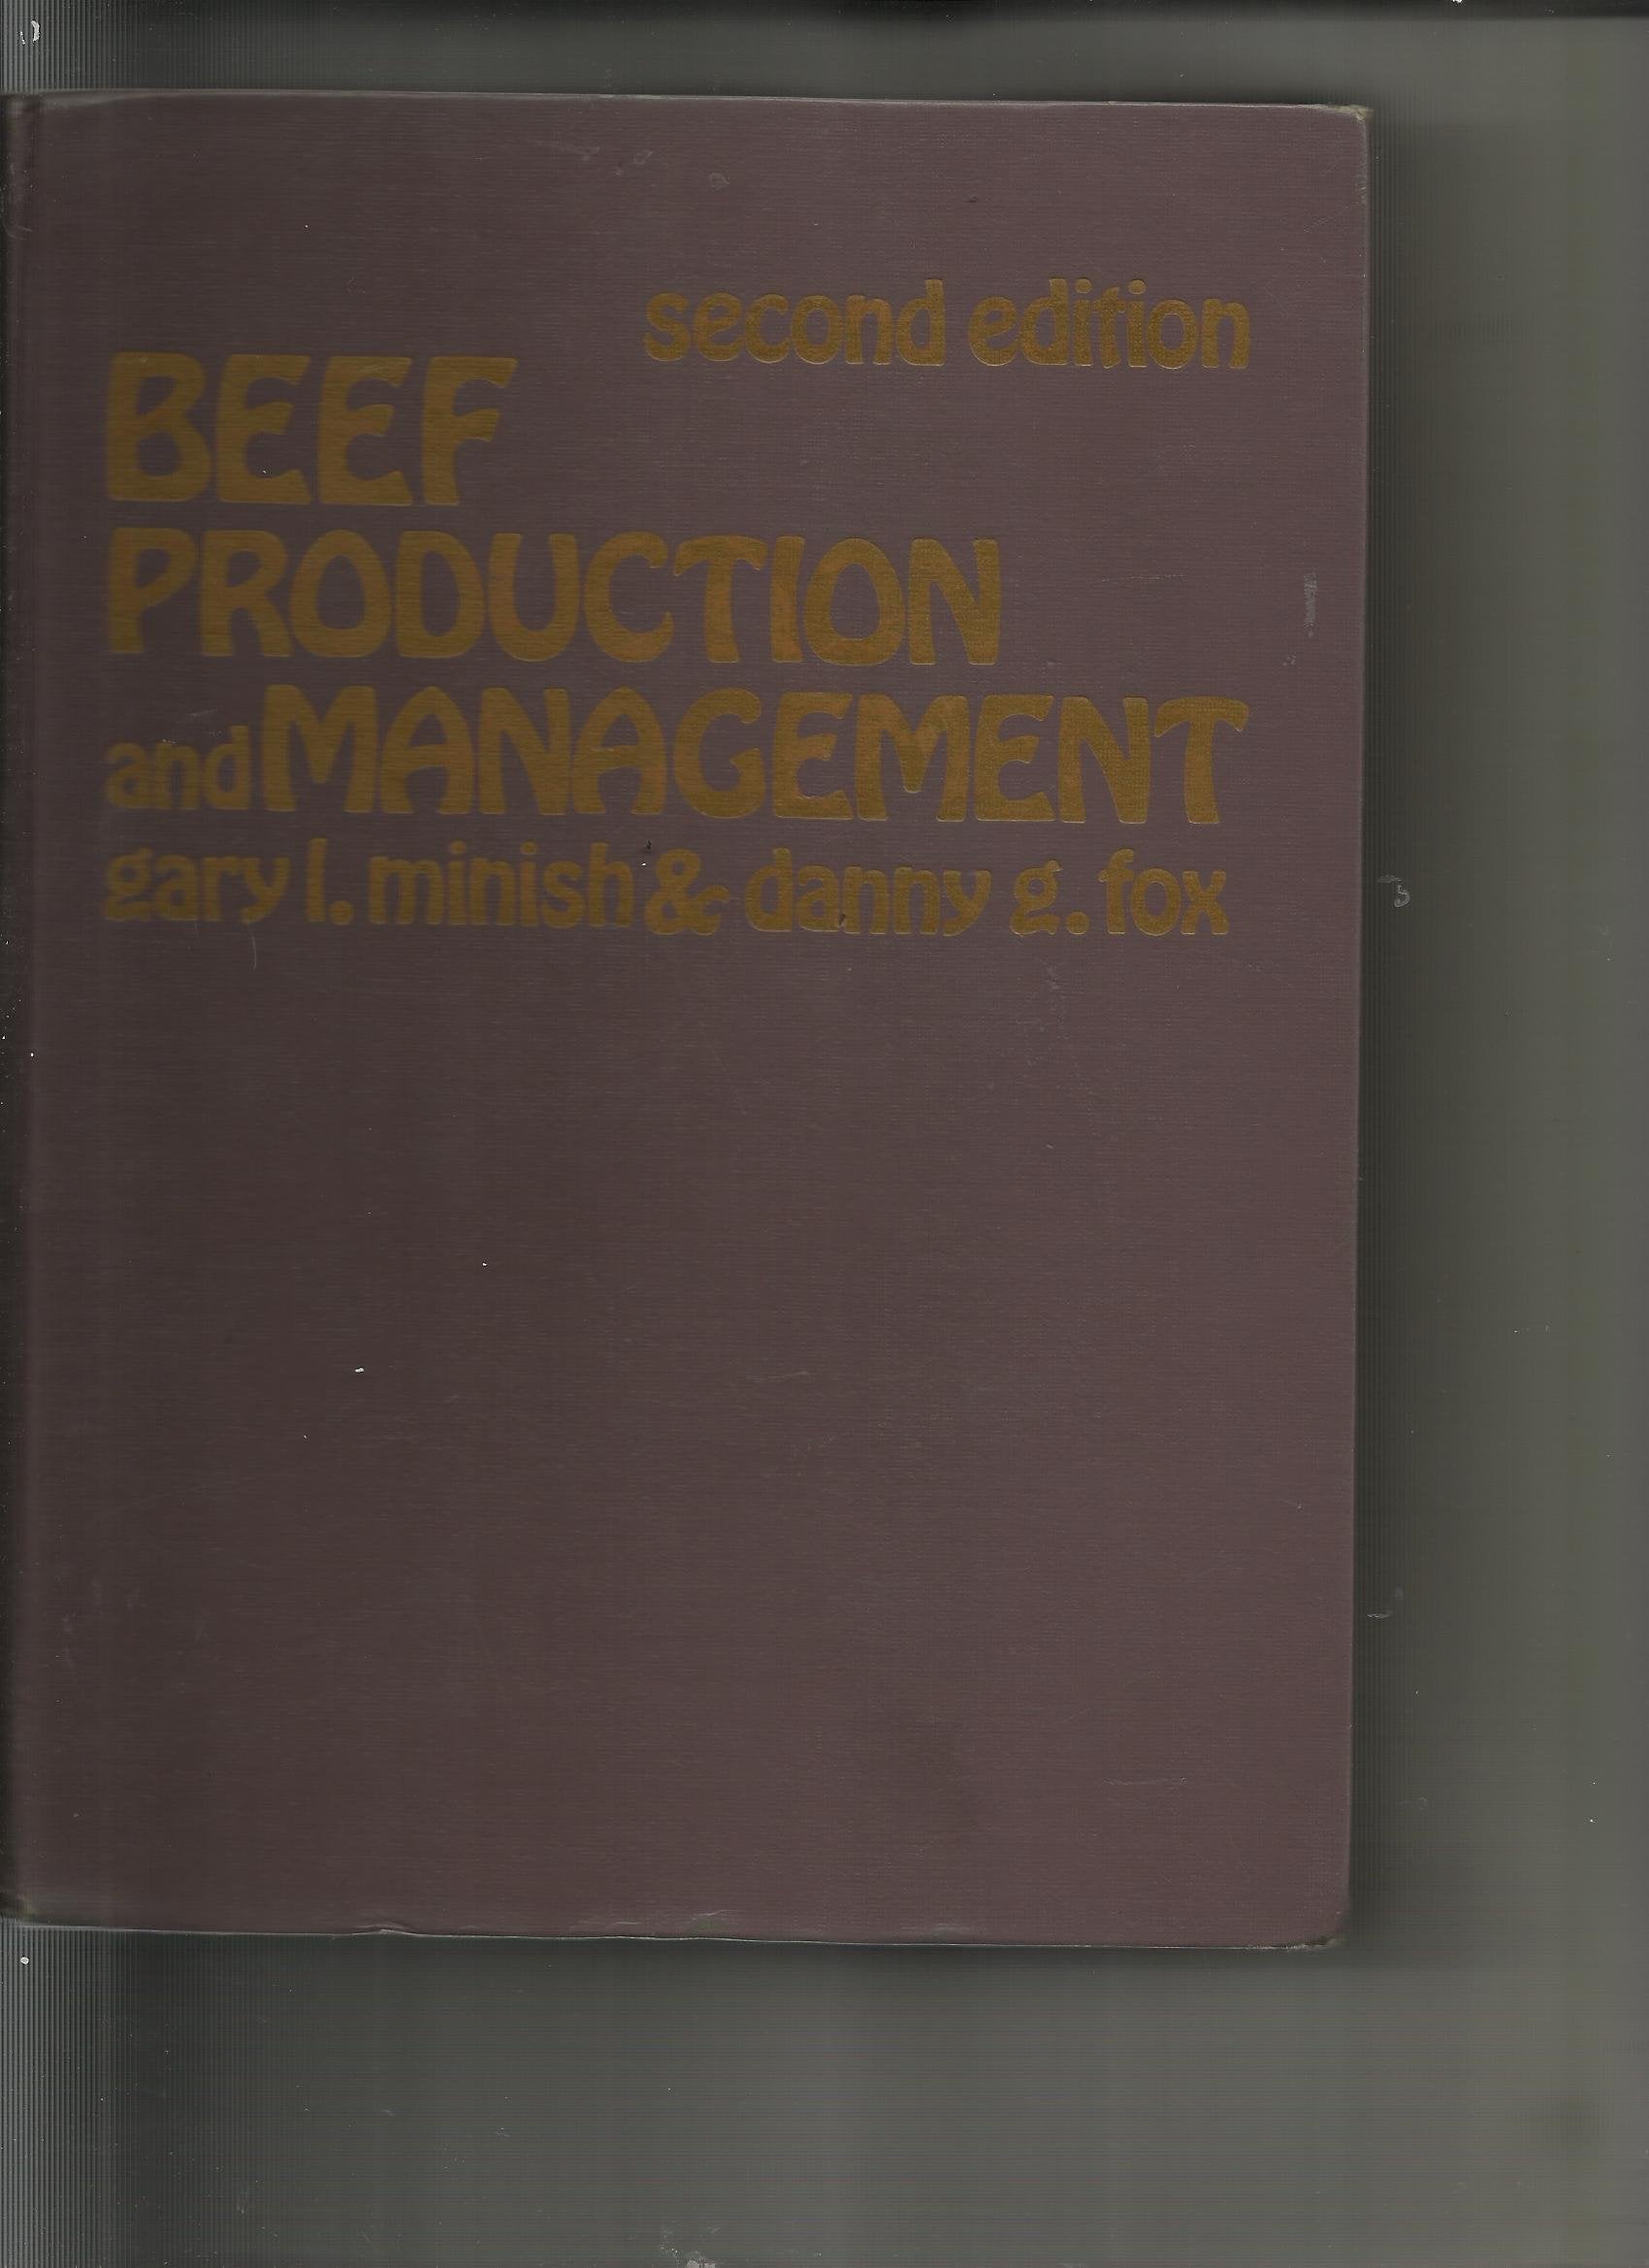 second edition
BEEF
PRODUCTION
and MANAGEMENT
gary l. minish & danny g. fox